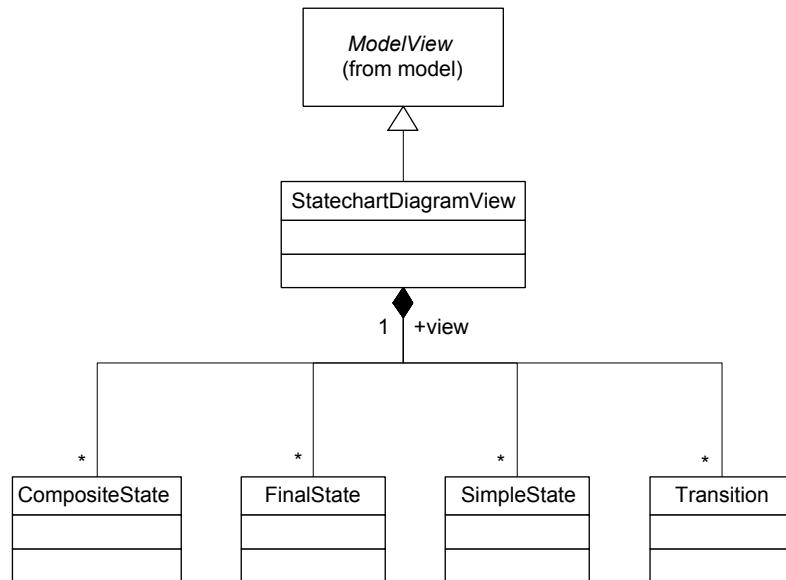 ModelView
(from model)
StatechartDiagramView
1 +view
* * * *
CompositeState FinalState SimpleState Transition